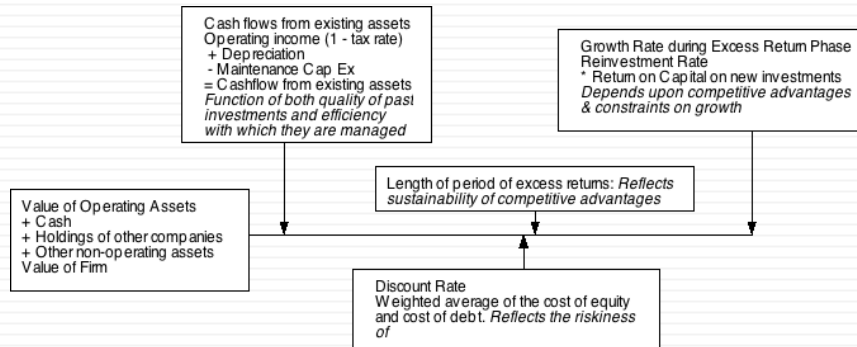 Cash flows from existing assets
Operating income (1 - tax rate)
+ Depreciation
- Maintenance Cap Ex
= Cashflow from existing assets
Function of both quality of past
investments and efficiency
with which they are managed
Growth Rate during Excess Return Phase
Reinvestment Rate
* Return on Capital on new investments
Depends upon competitive advantages
& constraints on growth
Length of period of excess returns: Reflects
sustainability of competitive advantages
Value of Operating Assets
+ Cash
+ Holdings of other companies
+ Other non-operating assets
Value of Firm
Discount Rate
Weighted average of the cost of equity
and cost of debt. Reflects the riskiness
of